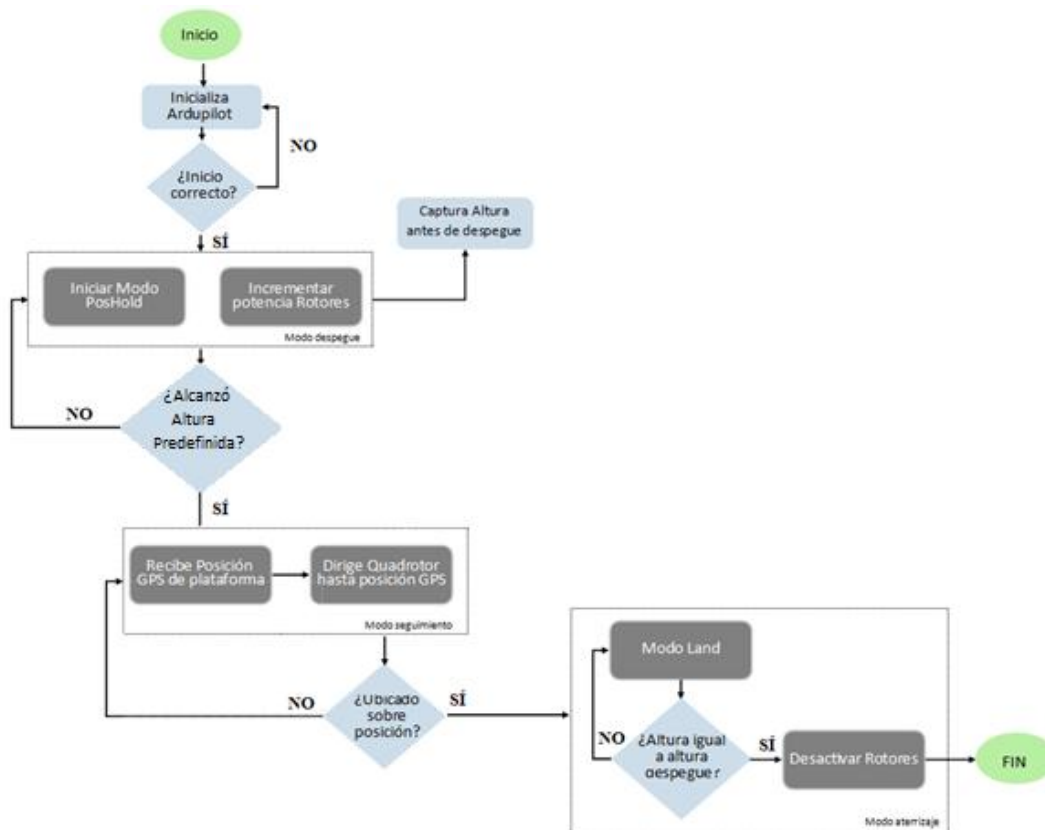 Inicio
Inicializa
Ardupilot
NO
¿Inicio
correcto?
SÍ
Captura Altura
antes de despegue
Iniciar Modo
PosHold
Incrementar
potencia Rotores
Modo despegue
¿Alcanzó
Altura
Predefinida?
NO
SÍ
Recibe Posición
GPS de plataforma
Dirige Quadrotor
hasta posición GPS
Modo seguimiento
¿Ubicado
sobre
posición?
NO
SÍ
Modo Land
NO
¿Altura igual
a altura
despegue?
SÍ
Desactivar Rotores
FIN
Modo aterrizaje